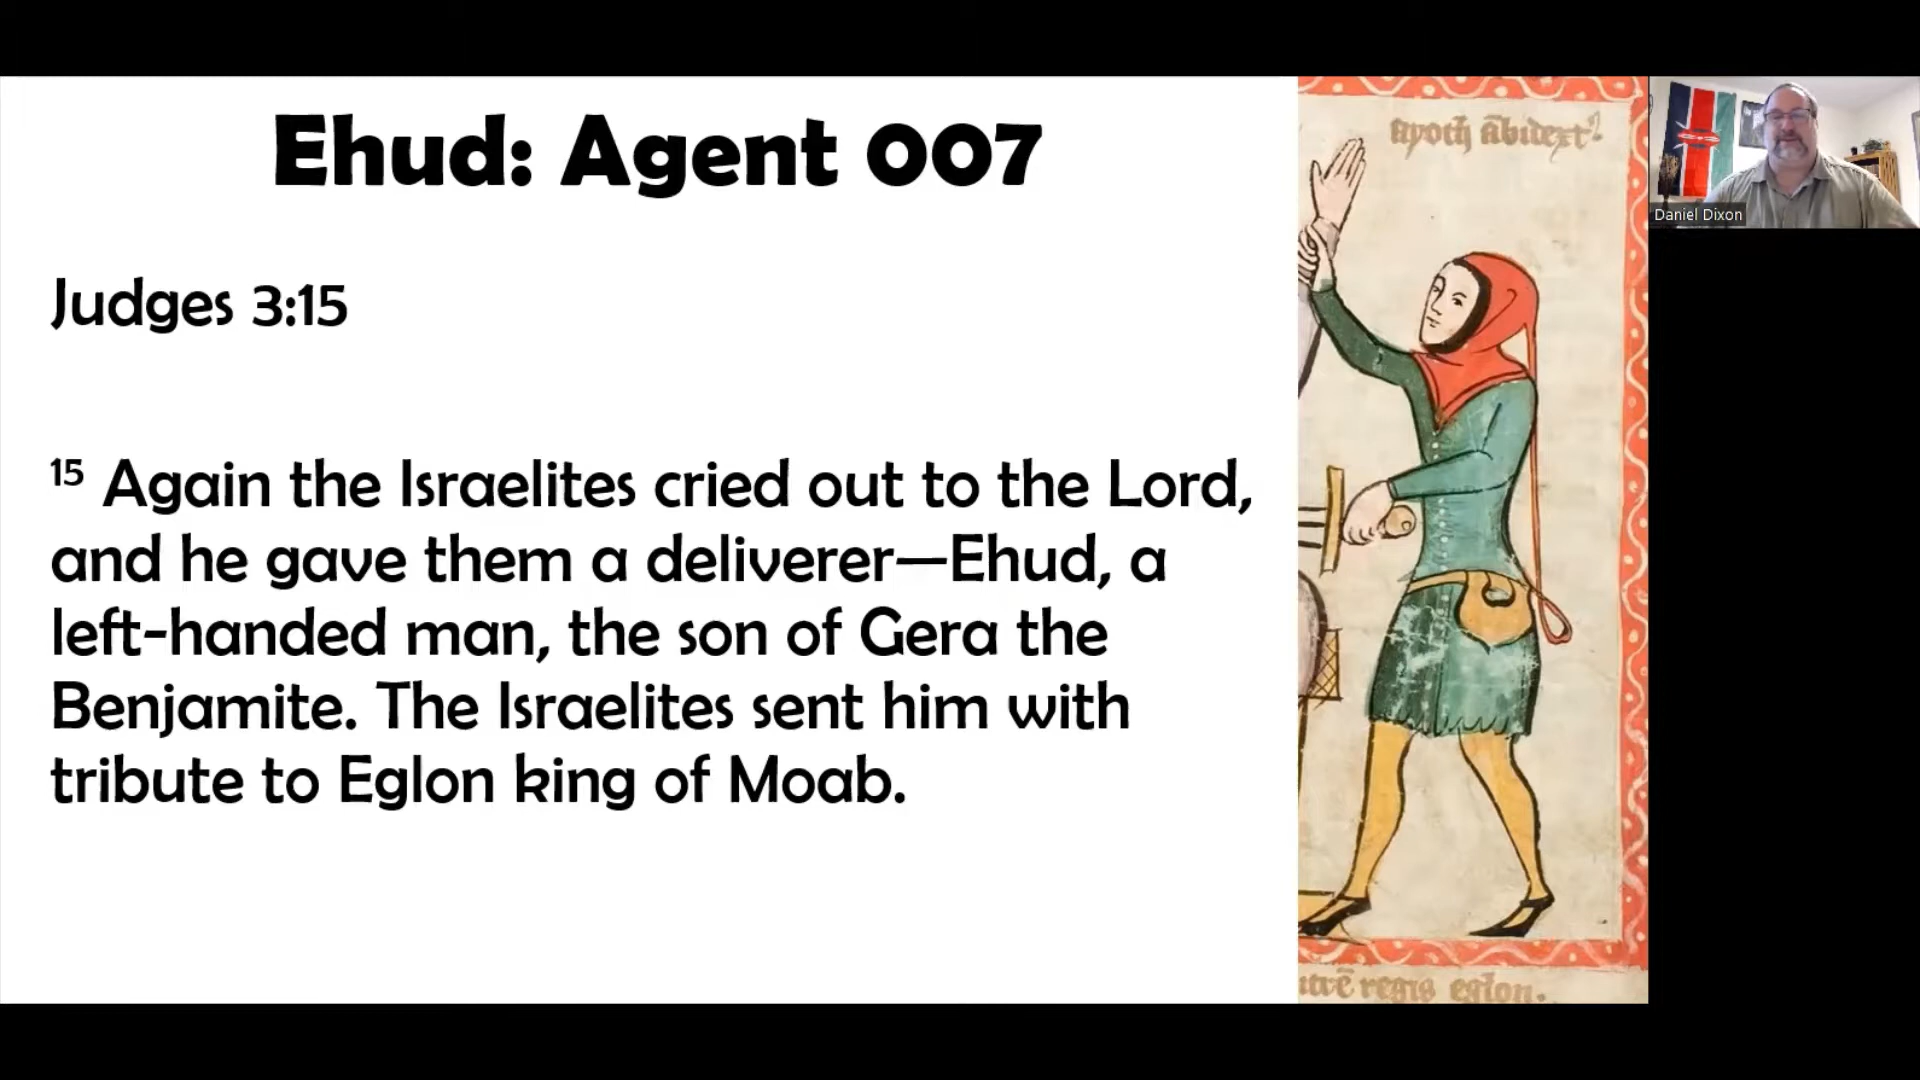 Ehud: Agent 007
Judges 3:15
15 Again the Israelites cried out to the Lord,
and he gave them a deliverer—Ehud, a
left-handed man, the son of Gera the
Benjamite. The Israelites sent him with
tribute to Eglon king of Moab.
regis eglon.
Daniel Dixon